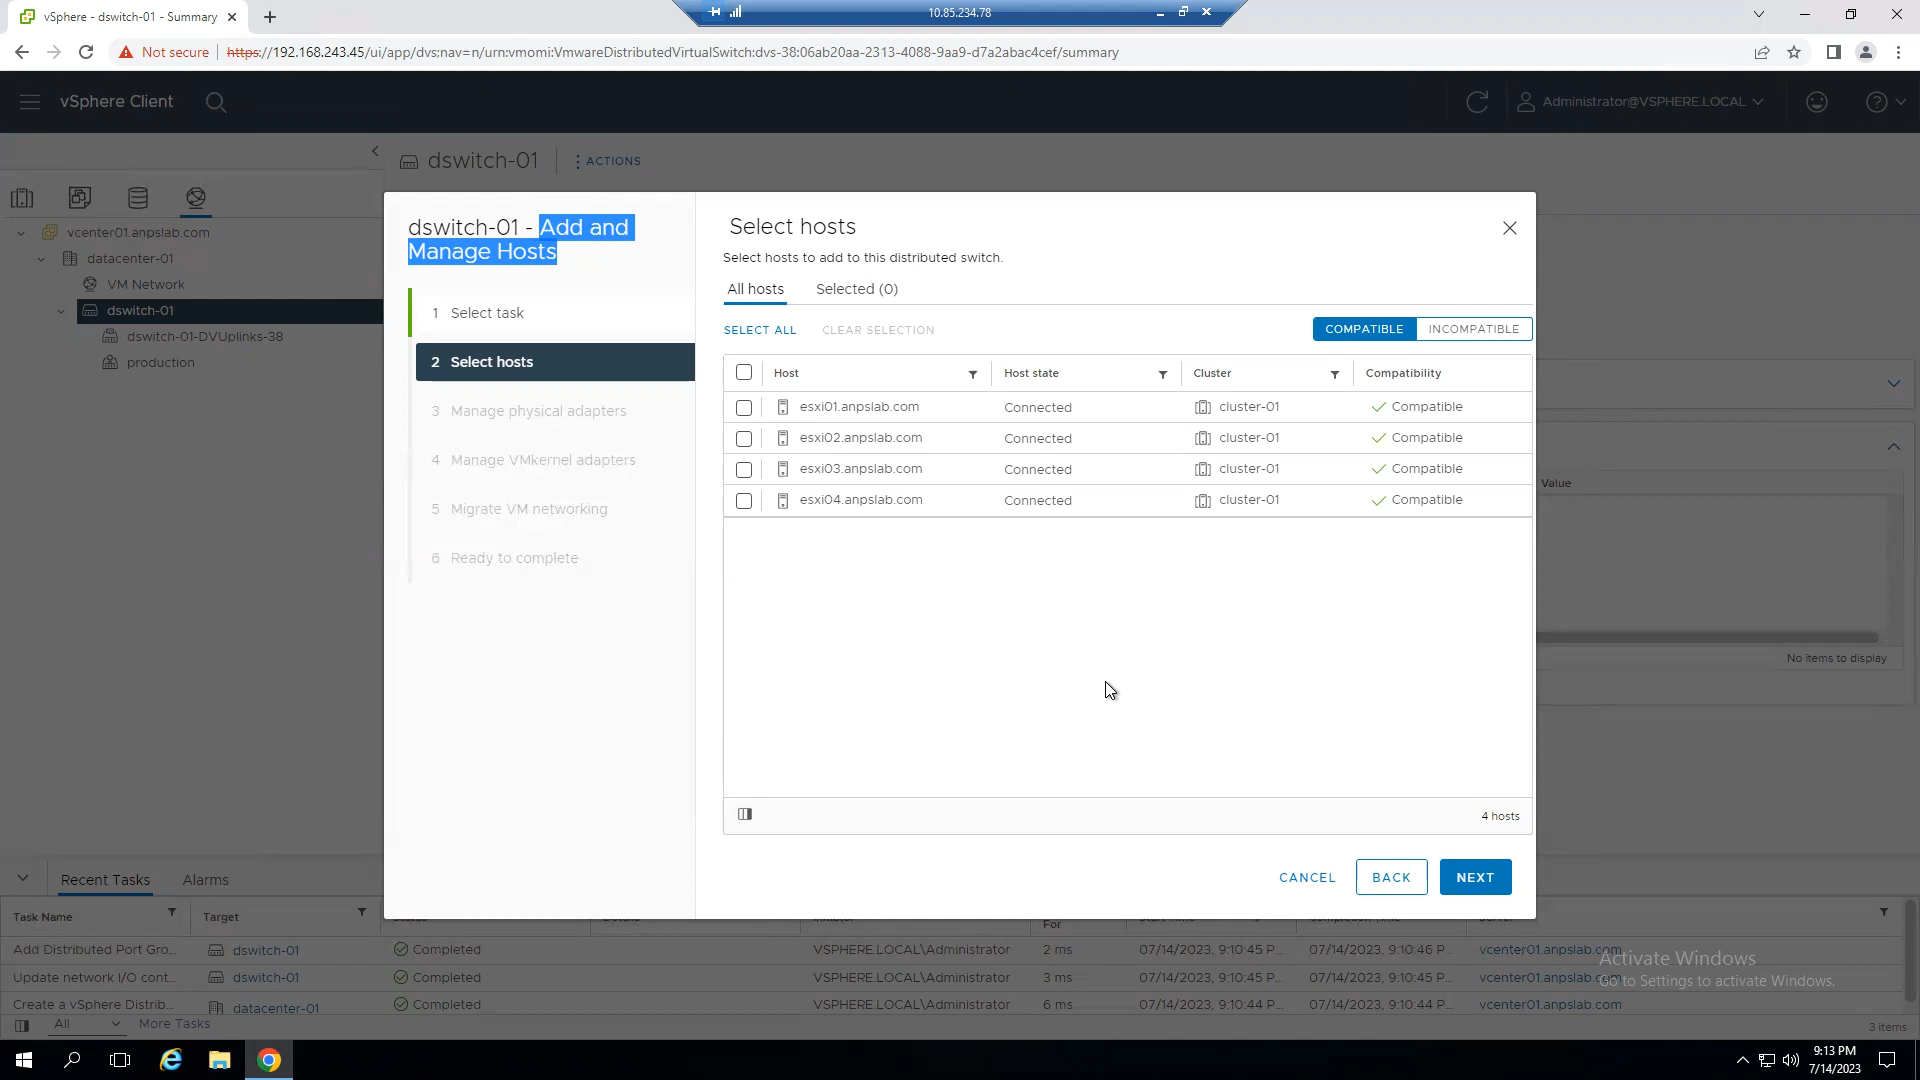 vSphere - dswitch-01 - Summary
10.85.234.78
Not secure
https://192.168.243.45/ui/app/dvs;nav=n/urn:vmomi:VmwareDistributedVirtualSwitch:dvs-38:06ab20aa-2313-4088-9aa9-d7a2abac4cef/summary
vSphere Client
Administrator@VSPHERE.LOCAL
dswitch-01
ACTIONS
vcenter01.anpslab.com
datacenter-01
VM Network
dswitch-01
dswitch-01-DVUplinks-38
production
dswitch-01 - Add and
Manage Hosts
1 Select task
2 Select hosts
3 Manage physical adapters
4 Manage VMkernel adapters
5 Migrate VM networking
6 Ready to complete
Select hosts
Select hosts to add to this distributed switch.
All hosts Selected (0)
SELECT ALL CLEAR SELECTION COMPATIBLE INCOMPATIBLE
Host Host state Cluster Compatibility
esxi01.anpslab.com Connected cluster-01 Compatible
esxi02.anpslab.com Connected cluster-01 Compatible
esxi03.anpslab.com Connected cluster-01 Compatible
esxi04.anpslab.com Connected cluster-01 Compatible
4 hosts
CANCEL BACK NEXT
Value
No items to display
Recent Tasks Alarms
Task Name Target For
Add Distributed Port Gro... dswitch-01 Completed VSPHERE.LOCAL\Administrator 2 ms 07/14/2023, 9:10:45 P... 07/14/2023, 9:10:46 P... vcenter01.anpslab.com
Update network I/O cont... dswitch-01 Completed VSPHERE.LOCAL\Administrator 3 ms 07/14/2023, 9:10:45 P... 07/14/2023, 9:10:45 P... vcenter01.anpslab.com
Create a vSphere Distrib... datacenter-01 Completed VSPHERE.LOCAL\Administrator 6 ms 07/14/2023, 9:10:44 P... 07/14/2023, 9:10:44 P... vcenter01.anpslab.com
All More Tasks 3 items
Activate Windows
Go to Settings to activate Windows.
9:13 PM
7/14/2023